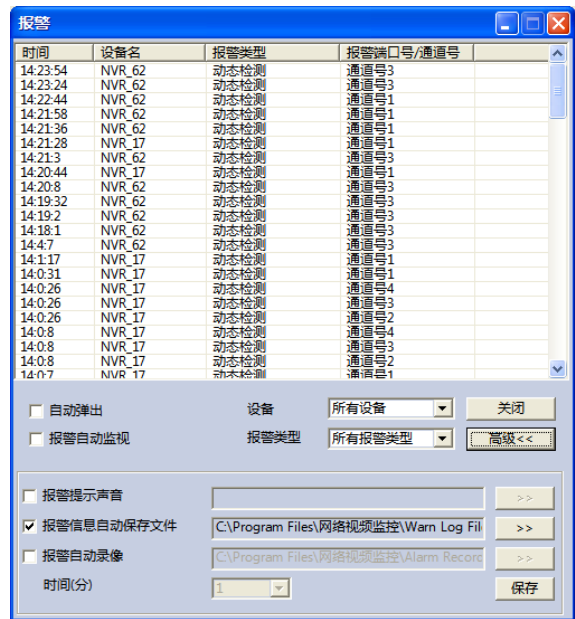 报警
时间 设备名 报警类型 报警端口号/通道号
14:23:54 NVR_62 动态检测 通道号3
14:23:24 NVR_62 动态检测 通道号3
14:22:44 NVR_62 动态检测 通道号1
14:21:58 NVR_62 动态检测 通道号1
14:21:36 NVR_62 动态检测 通道号1
14:21:28 NVR_17 动态检测 通道号1
14:21:3 NVR_62 动态检测 通道号3
14:20:44 NVR_17 动态检测 通道号1
14:20:8 NVR_62 动态检测 通道号3
14:19:32 NVR_62 动态检测 通道号3
14:19:2 NVR_62 动态检测 通道号3
14:18:1 NVR_62 动态检测 通道号3
14:4:7 NVR_62 动态检测 通道号3
14:1:17 NVR_17 动态检测 通道号1
14:0:31 NVR_17 动态检测 通道号1
14:0:26 NVR_17 动态检测 通道号4
14:0:26 NVR_17 动态检测 通道号3
14:0:26 NVR_17 动态检测 通道号2
14:0:8 NVR_17 动态检测 通道号4
14:0:8 NVR_17 动态检测 通道号3
14:0:8 NVR_17 动态检测 通道号2
14:0:7 NVR_17 动态检测 通道号1
自动弹出 设备 所有设备 关闭
报警自动监视 报警类型 所有报警类型 高级<<
报警提示声音 >>
报警信息自动保存文件 C:\Program Files\网络视频监控\Warn Log Fil >>
报警自动录像 C:\Program Files\网络视频监控\Alarm Record >>
时间(分) 1 保存